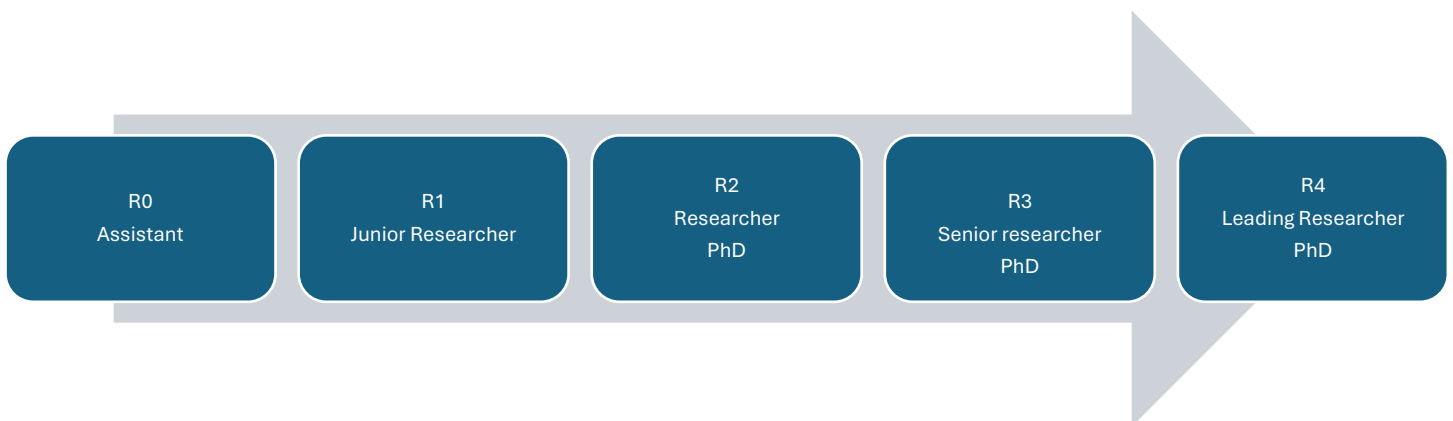 R0
Assistant
R1
Junior Researcher
R2
Researcher
PhD
R3
Senior researcher
PhD
R4
Leading Researcher
PhD